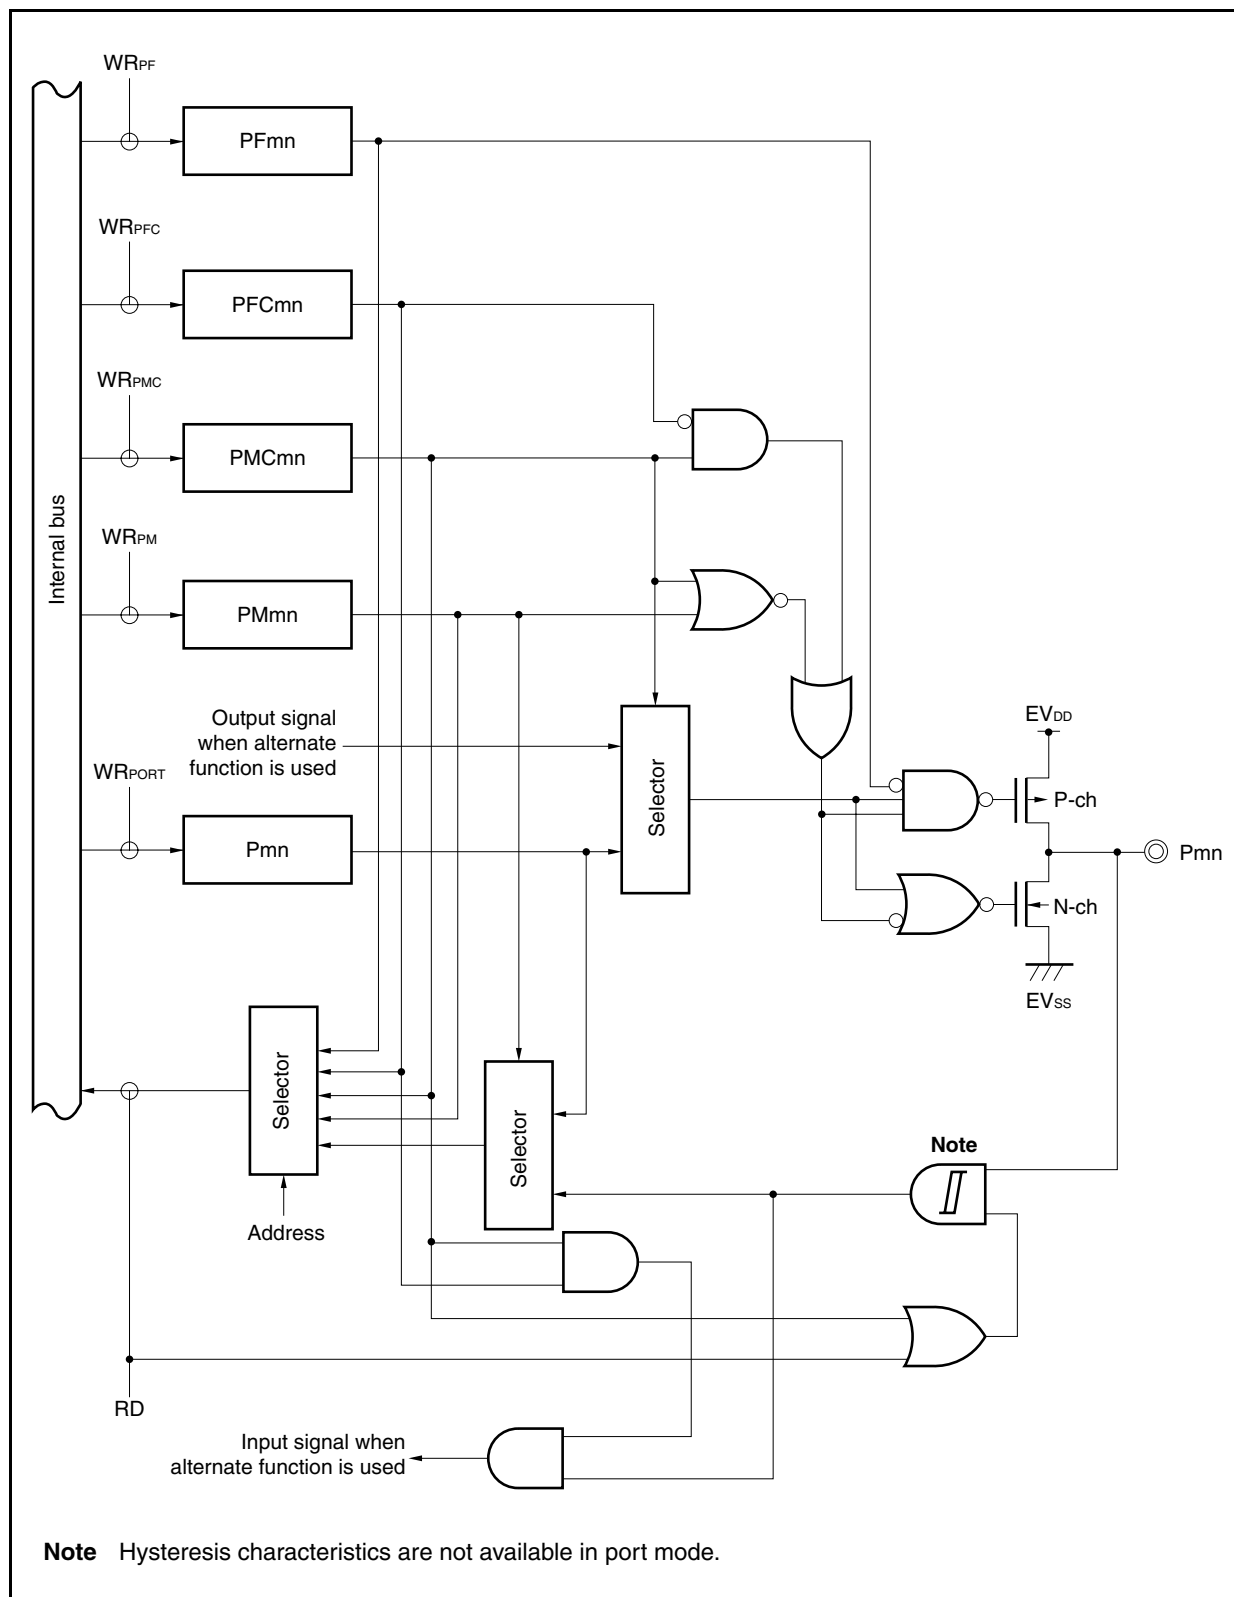 WRPF
PFmn
WRPFC
PFCmn
WRPMC
PMCmn
Internal bus
WRPM
PMmn
Output signal
when alternate
function is used
WRPORT
Pmn
Selector
EVDD
P-ch
Pmn
N-ch
EVSS
Selector
Selector
Note
Address
RD
Input signal when
alternate function is used
Note Hysteresis characteristics are not available in port mode.